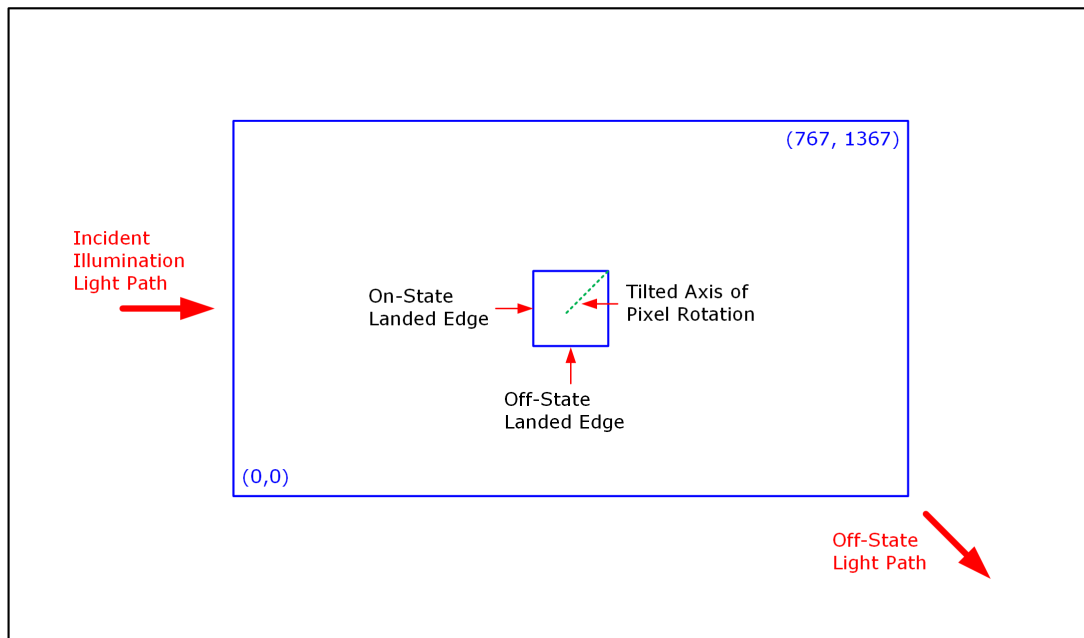 (767, 1367)
Incident
Illumination
Light Path
On-State
Landed Edge
Tilted Axis of
Pixel Rotation
Off-State
Landed Edge
(0,0)
Off-State
Light Path